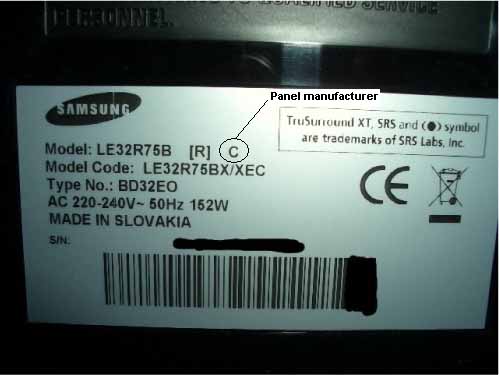 PERSONNEL.
Panel manufacturer
SAMSUNG
TruSurround XT, SRS and (●) symbol
are trademarks of SRS Labs, Inc.
Model: LE32R75B [R] C
Model Code: LE32R75BX/XEC
Type No.: BD32EO
AC 220-240V~ 50Hz 152W
MADE IN SLOVAKIA
S/N:
CE